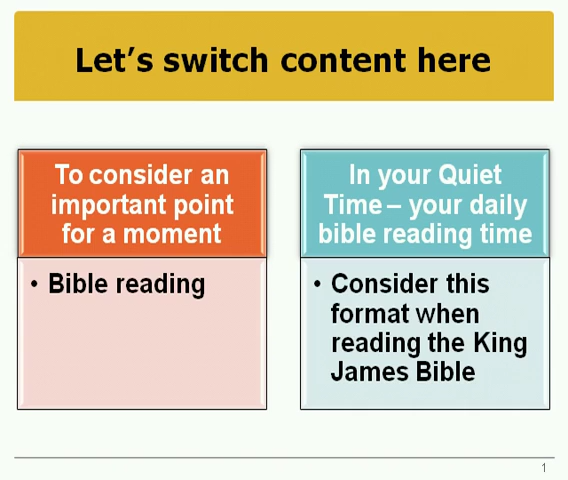 Let's switch content here
To consider an
important point
for a moment
• Bible reading
In your Quiet
Time – your daily
bible reading time
• Consider this
format when
reading the King
James Bible
1